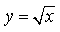 y = √x